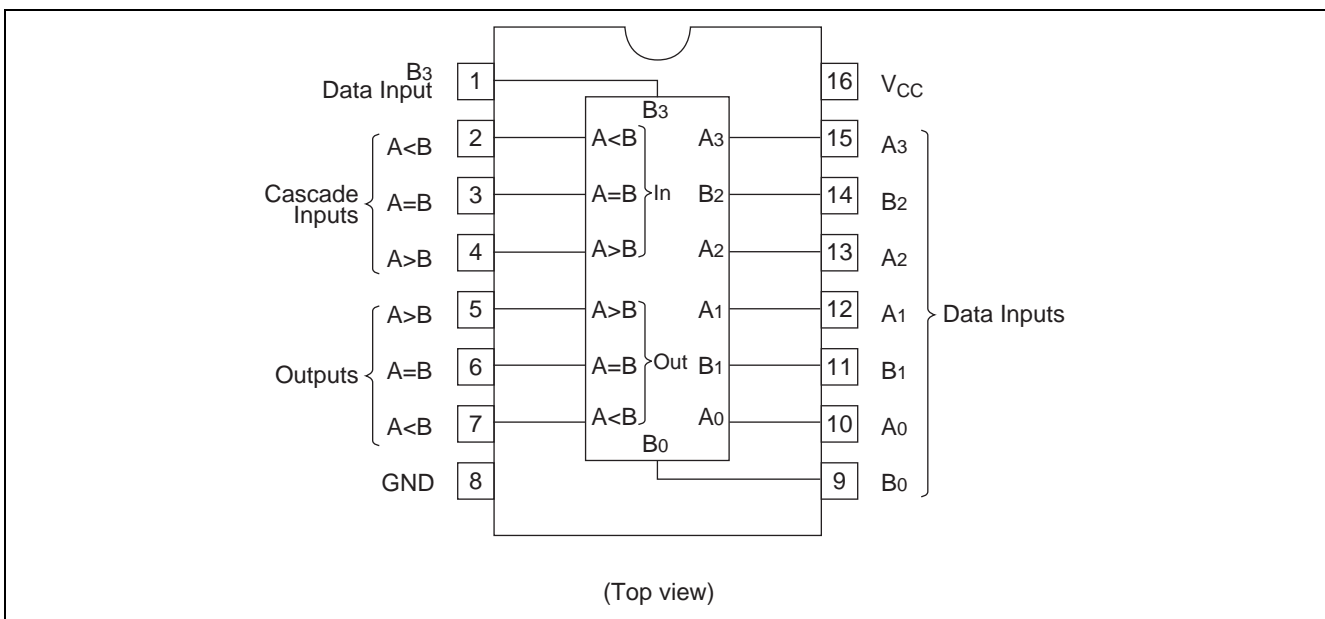 B3
Data Input
1
16
VCC
B3
A<B
2
A<B
A3
15
A3
Cascade
Inputs
A=B
3
A=B
In
B2
14
B2
A>B
4
A>B
A2
13
A2
A>B
5
A>B
A1
12
A1
Data Inputs
Outputs
A=B
6
A=B
Out
B1
11
B1
A<B
7
A<B
A0
10
A0
B0
GND
8
9
B0
(Top view)